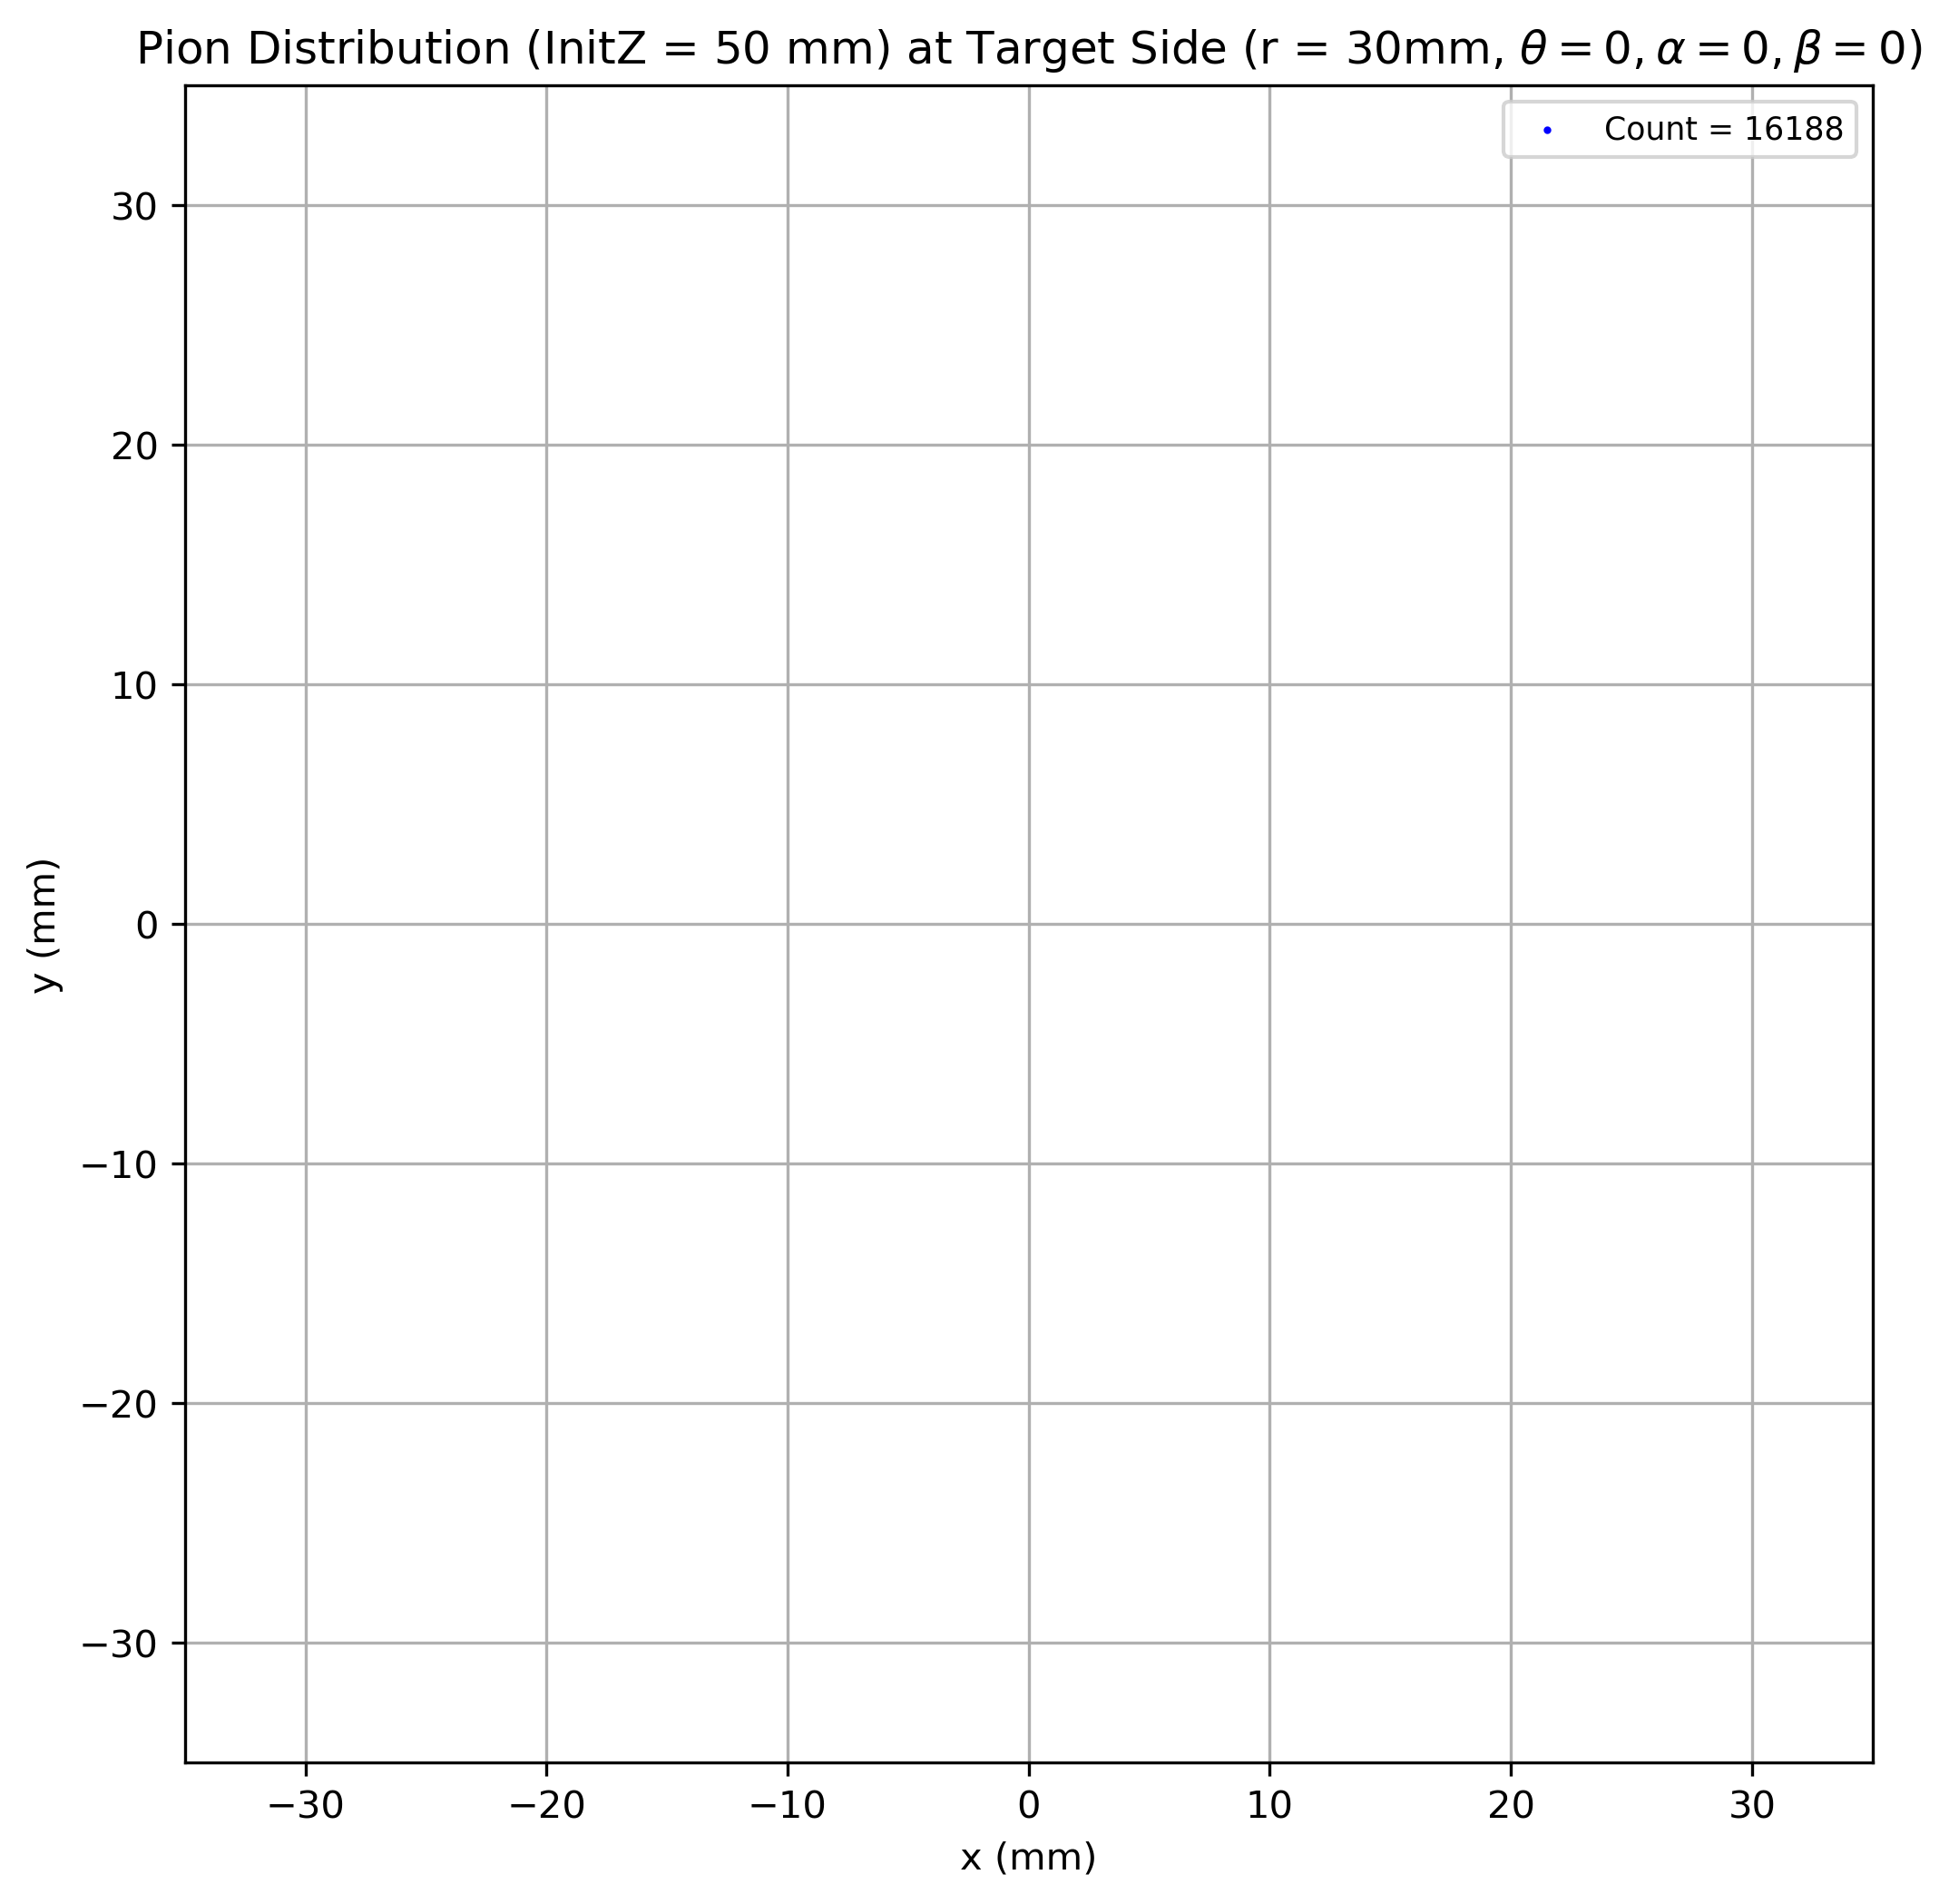 Pion Distribution (InitZ = 50 mm) at Target Side (r = 30mm, θ = 0, α = 0, β = 0)
Count = 16188
30
20
10
0
−10
−20
−30
y (mm)
−30 −20 −10 0 10 20 30
x (mm)